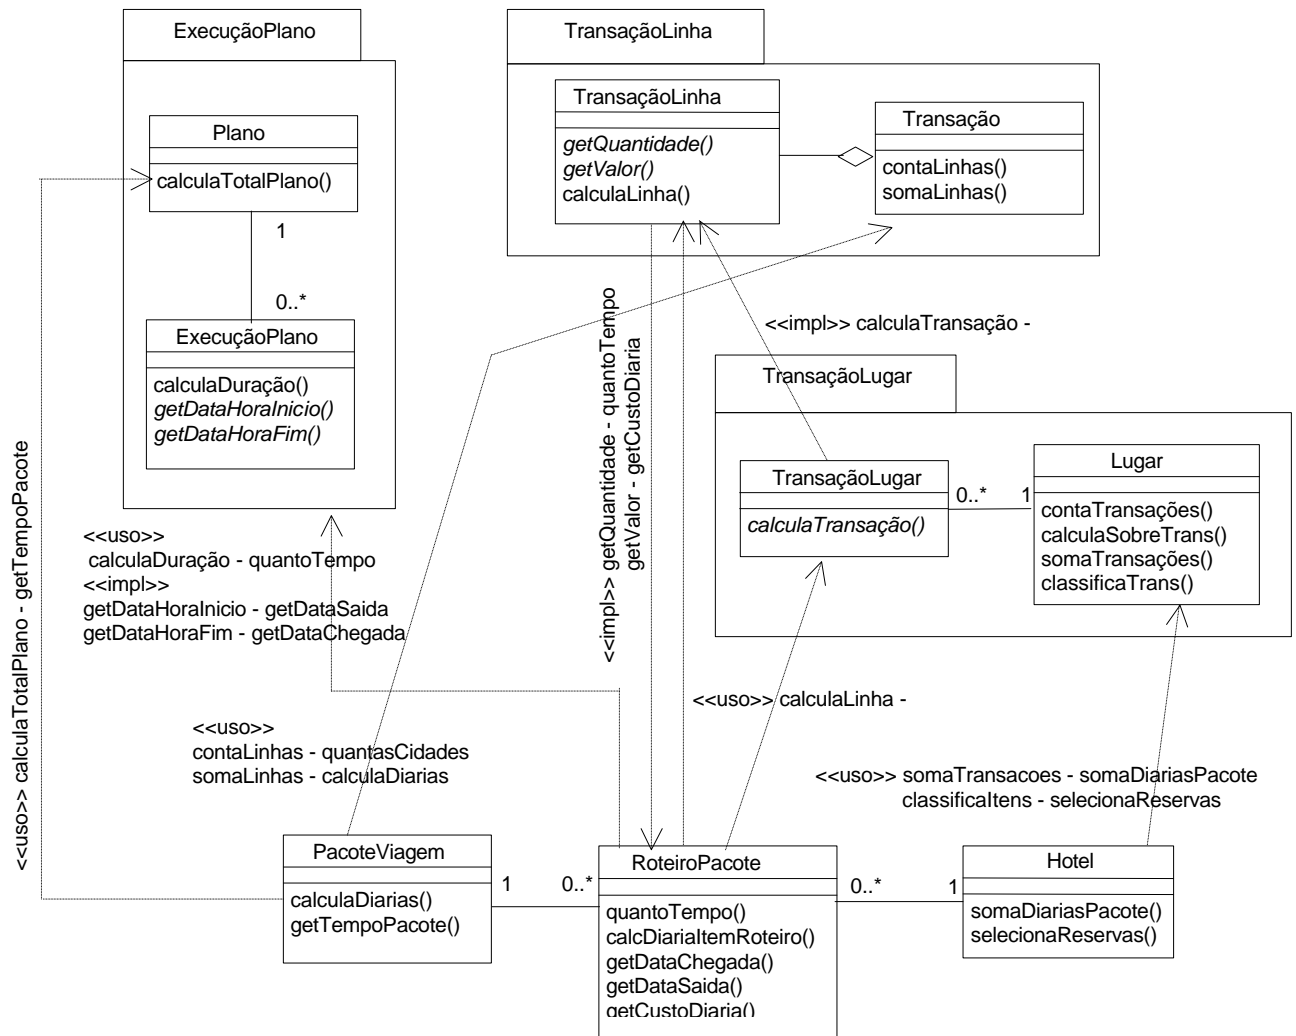 ExecuçãoPlano
TransaçãoLinha
Plano
calculaTotalPlano()
1
0..*
ExecuçãoPlano
calculaDuração()
getDataHoraInicio()
getDataHoraFim()
TransaçãoLinha
getQuantidade()
getValor()
calculaLinha()
Transação
contaLinhas()
somaLinhas()
<<impl>> calculaTransação -
TransaçãoLugar
TransaçãoLugar
calculaTransação()
0..*
1
Lugar
contaTransações()
calculaSobreTrans()
somaTransações()
classificaTrans()
<<uso>> calculaTotalPlano - getTempoPacote
<<uso>>
calculaDuração - quantoTempo
<<impl>>
getDataHoraInicio - getDataSaida
getDataHoraFim - getDataChegada
<<impl>> getQuantidade - quantoTempo
getValor - getCustoDiaria
<<uso>> calculaLinha -
<<uso>>
contaLinhas - quantasCidades
somaLinhas - calculaDiarias
<<uso>> somaTransacoes - somaDiariasPacote
classificaItens - selecionaReservas
PacoteViagem
calculaDiarias()
getTempoPacote()
1
0..*
RoteiroPacote
quantoTempo()
calcDiariaItemRoteiro()
getDataChegada()
getDataSaida()
getCustoDiaria()
0..*
1
Hotel
somaDiariasPacote()
selecionaReservas()